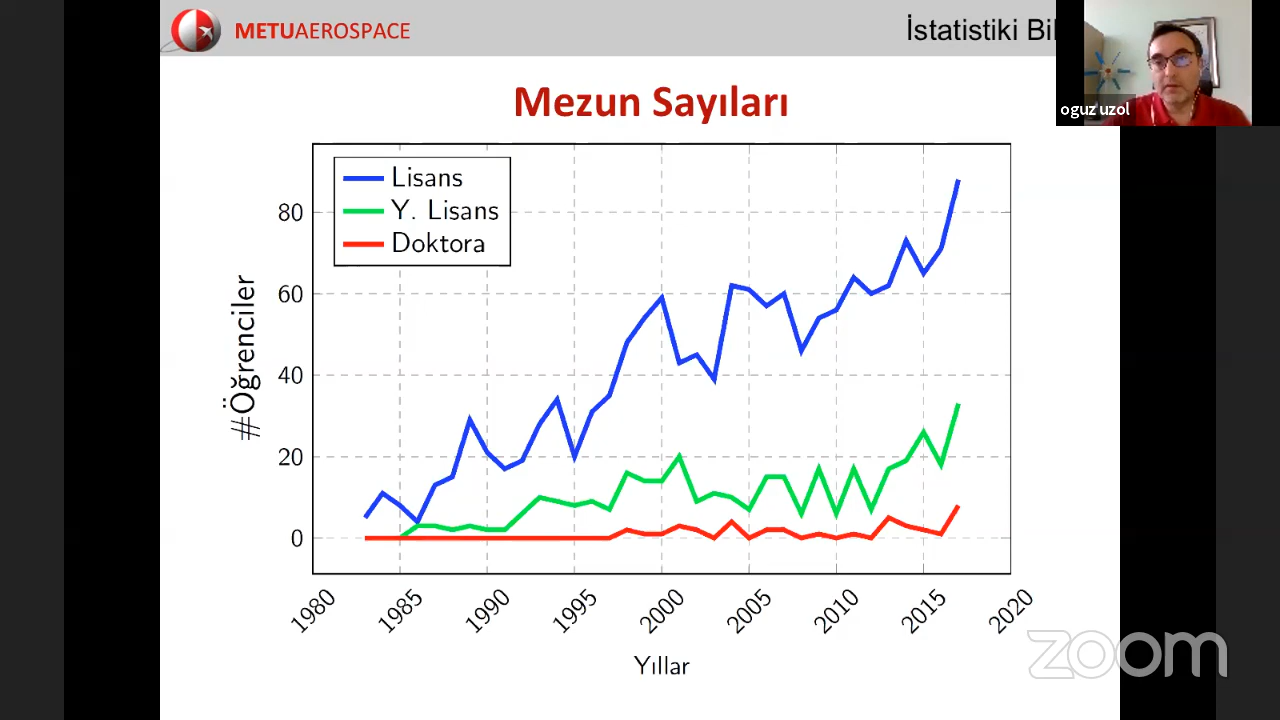 METUAEROSPACE
İstatistiki Bil
oguz uzol
Mezun Sayıları
Lisans
Y. Lisans
Doktora
#Öğrenciler
80
60
40
20
0
1980
1985
1990
1995
2000
2005
2010
2015
2020
Yıllar
zoom